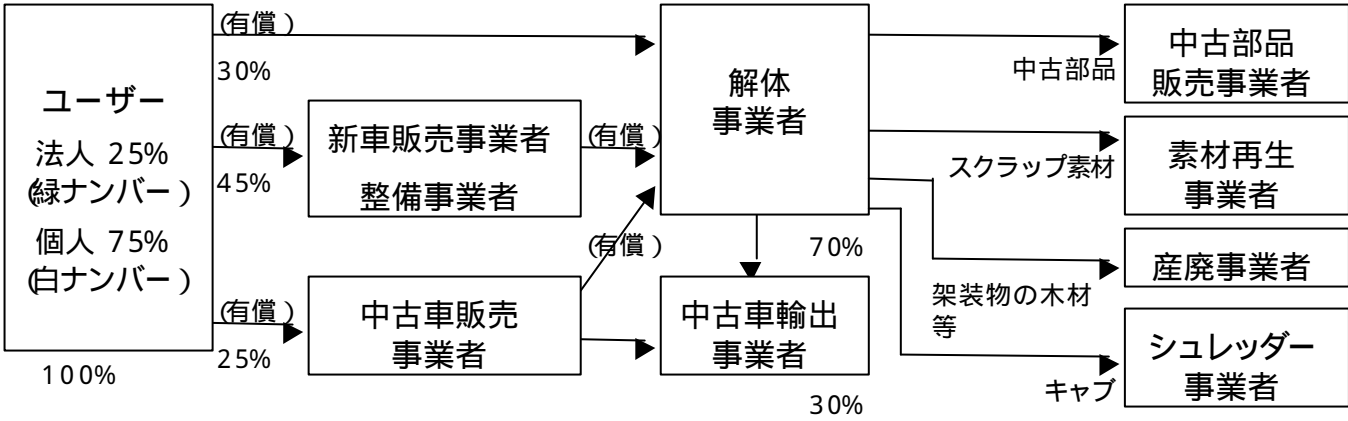 ユーザー
法人 25%
(緑ナンバー)
個人 75%
(白ナンバー)
100%
(有償)
30%
(有償)
45%
(有償)
25%
新車販売事業者
整備事業者
(有償)
中古車販売
事業者
(有償)
解体
事業者
70%
中古車輸出
事業者
30%
中古部品
スクラップ素材
架装物の木材
等
キャブ
中古部品
販売事業者
素材再生
事業者
産廃事業者
シュレッダー
事業者